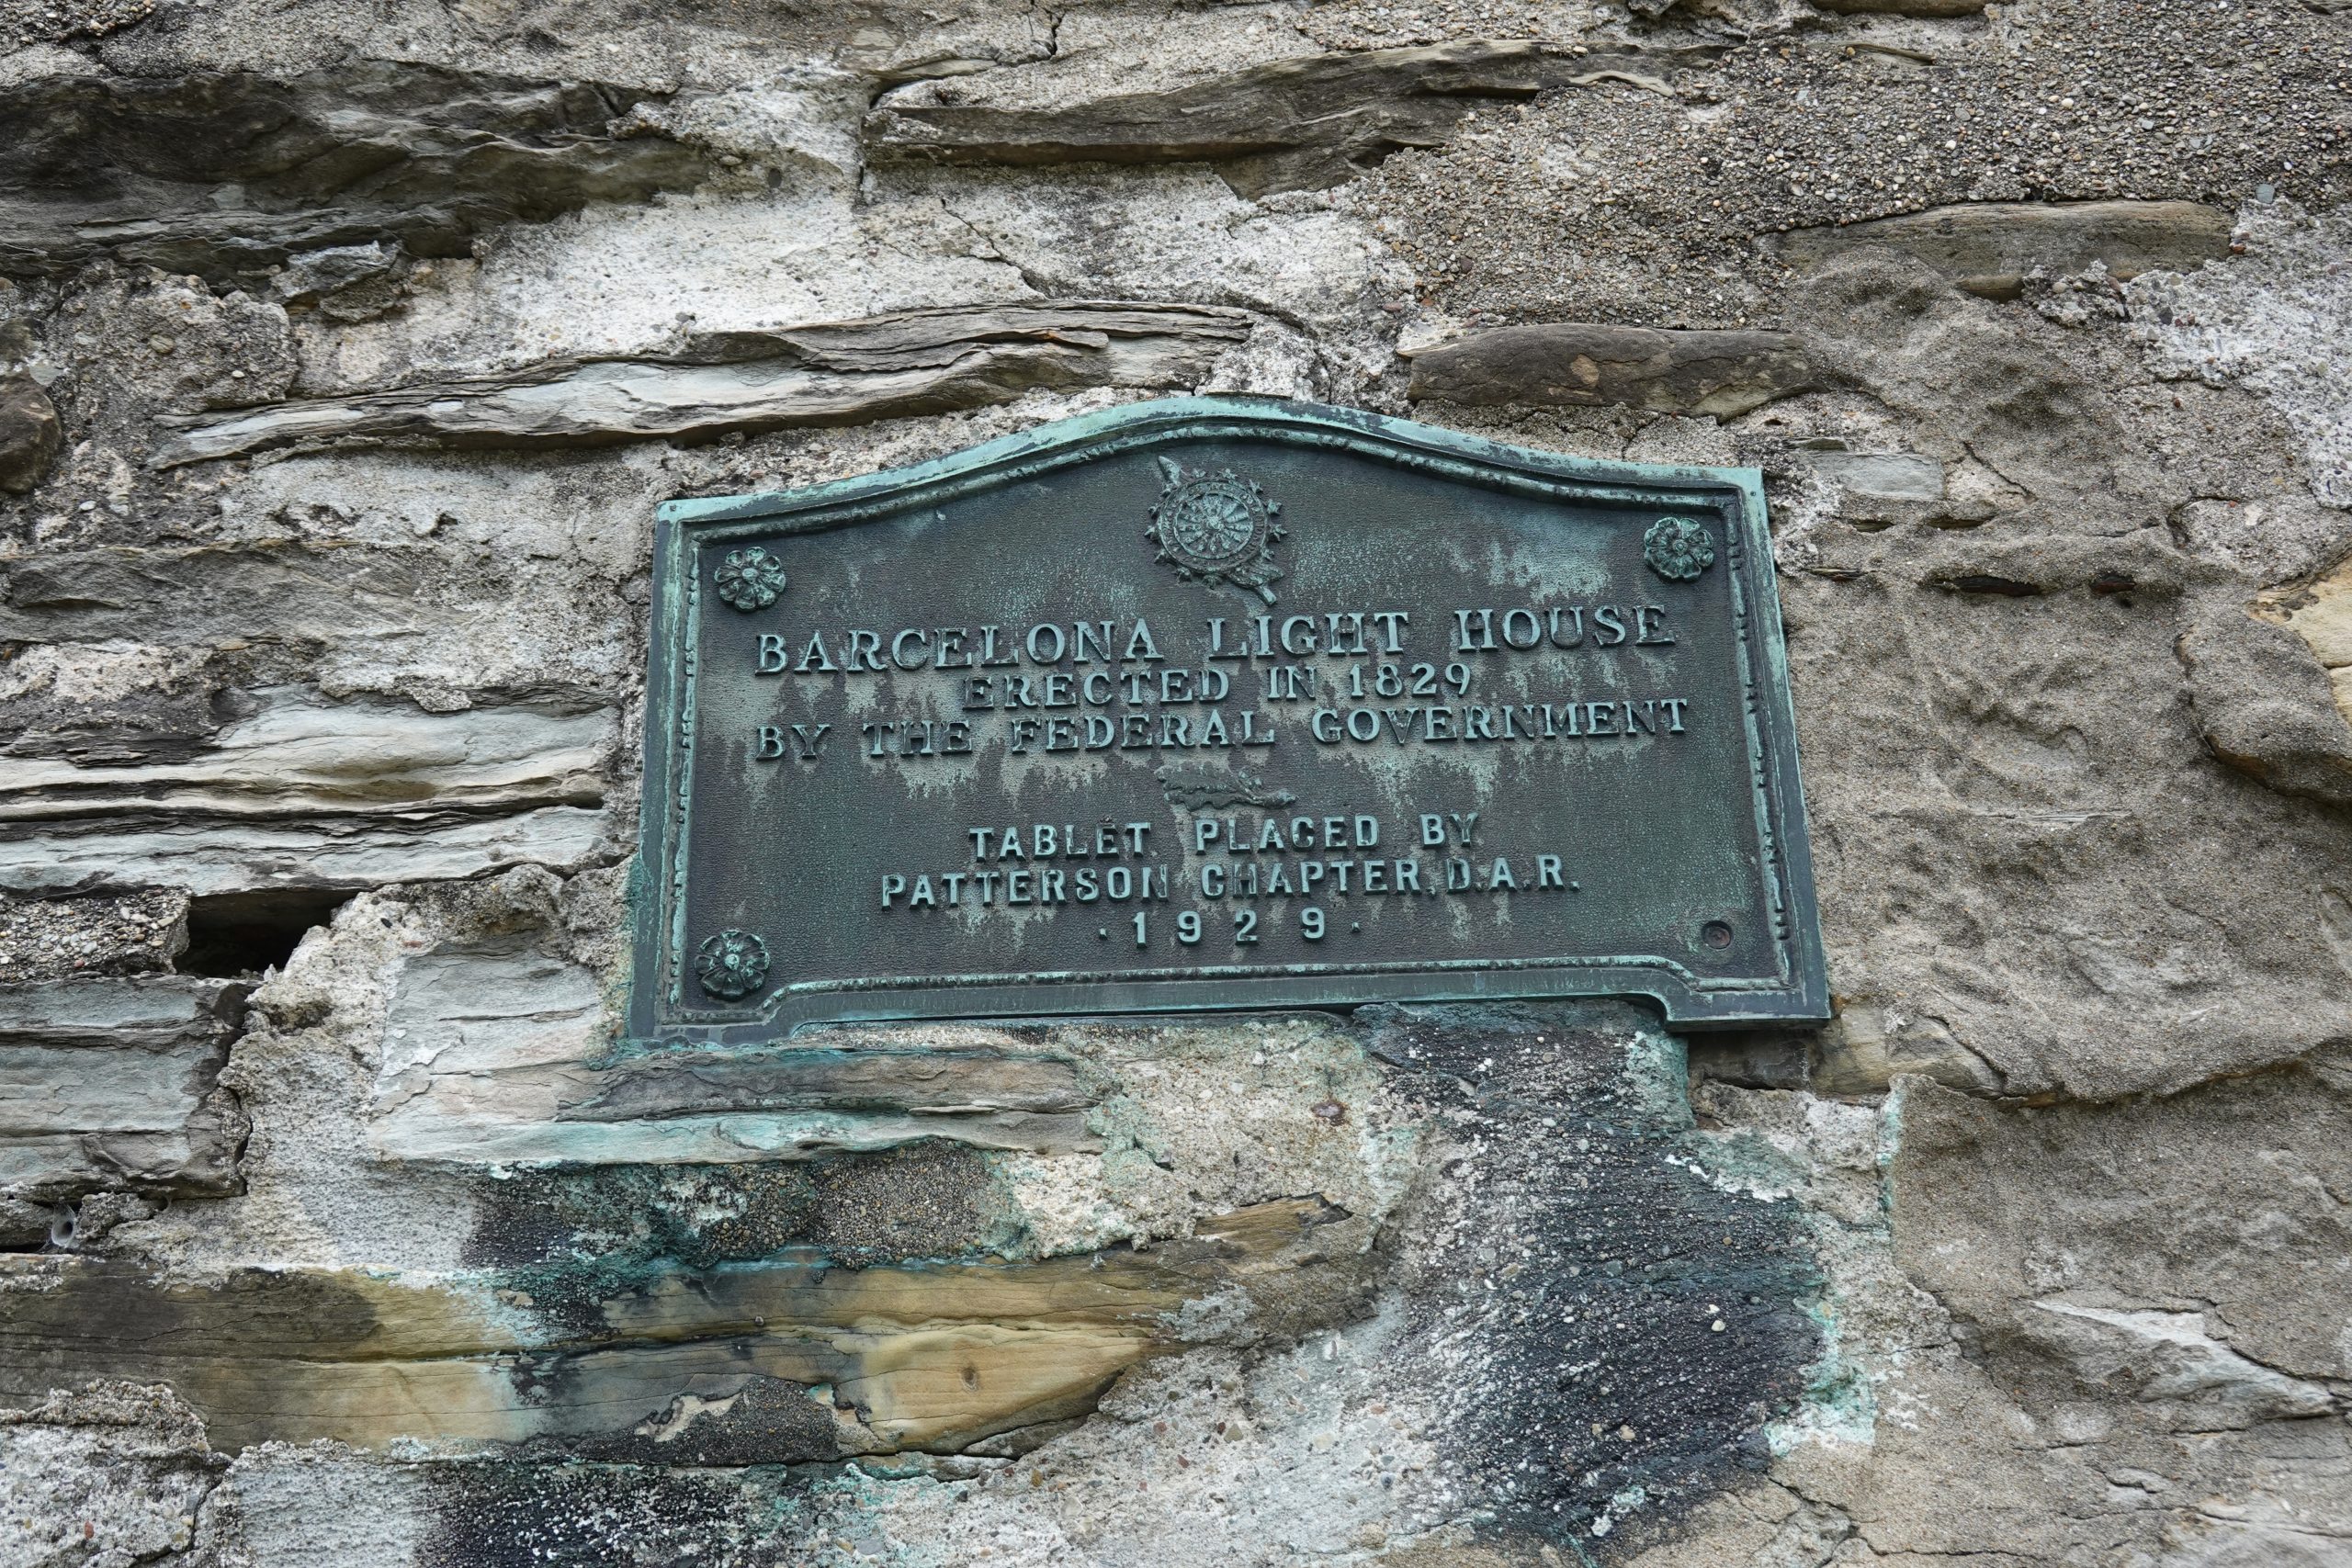 BARCELONA LIGHT HOUSE
ERECTED IN 1829
BY THE FEDERAL GOVERNMENT
TABLET PLACED BY
PATTERSON CHAPTER, D.A.R.
· 1929 ·